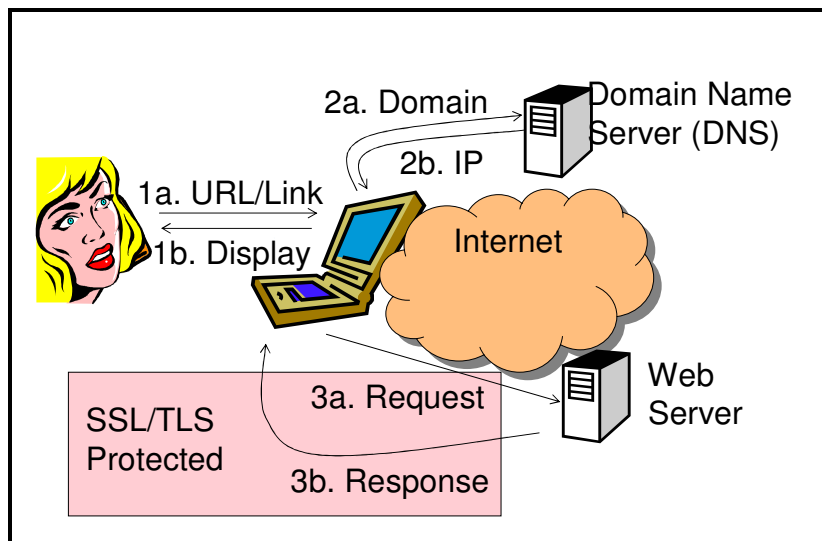 2a. Domain
Domain Name
Server (DNS)
2b. IP
1a. URL/Link
1b. Display
Internet
3a. Request
Web
Server
SSL/TLS
Protected
3b. Response